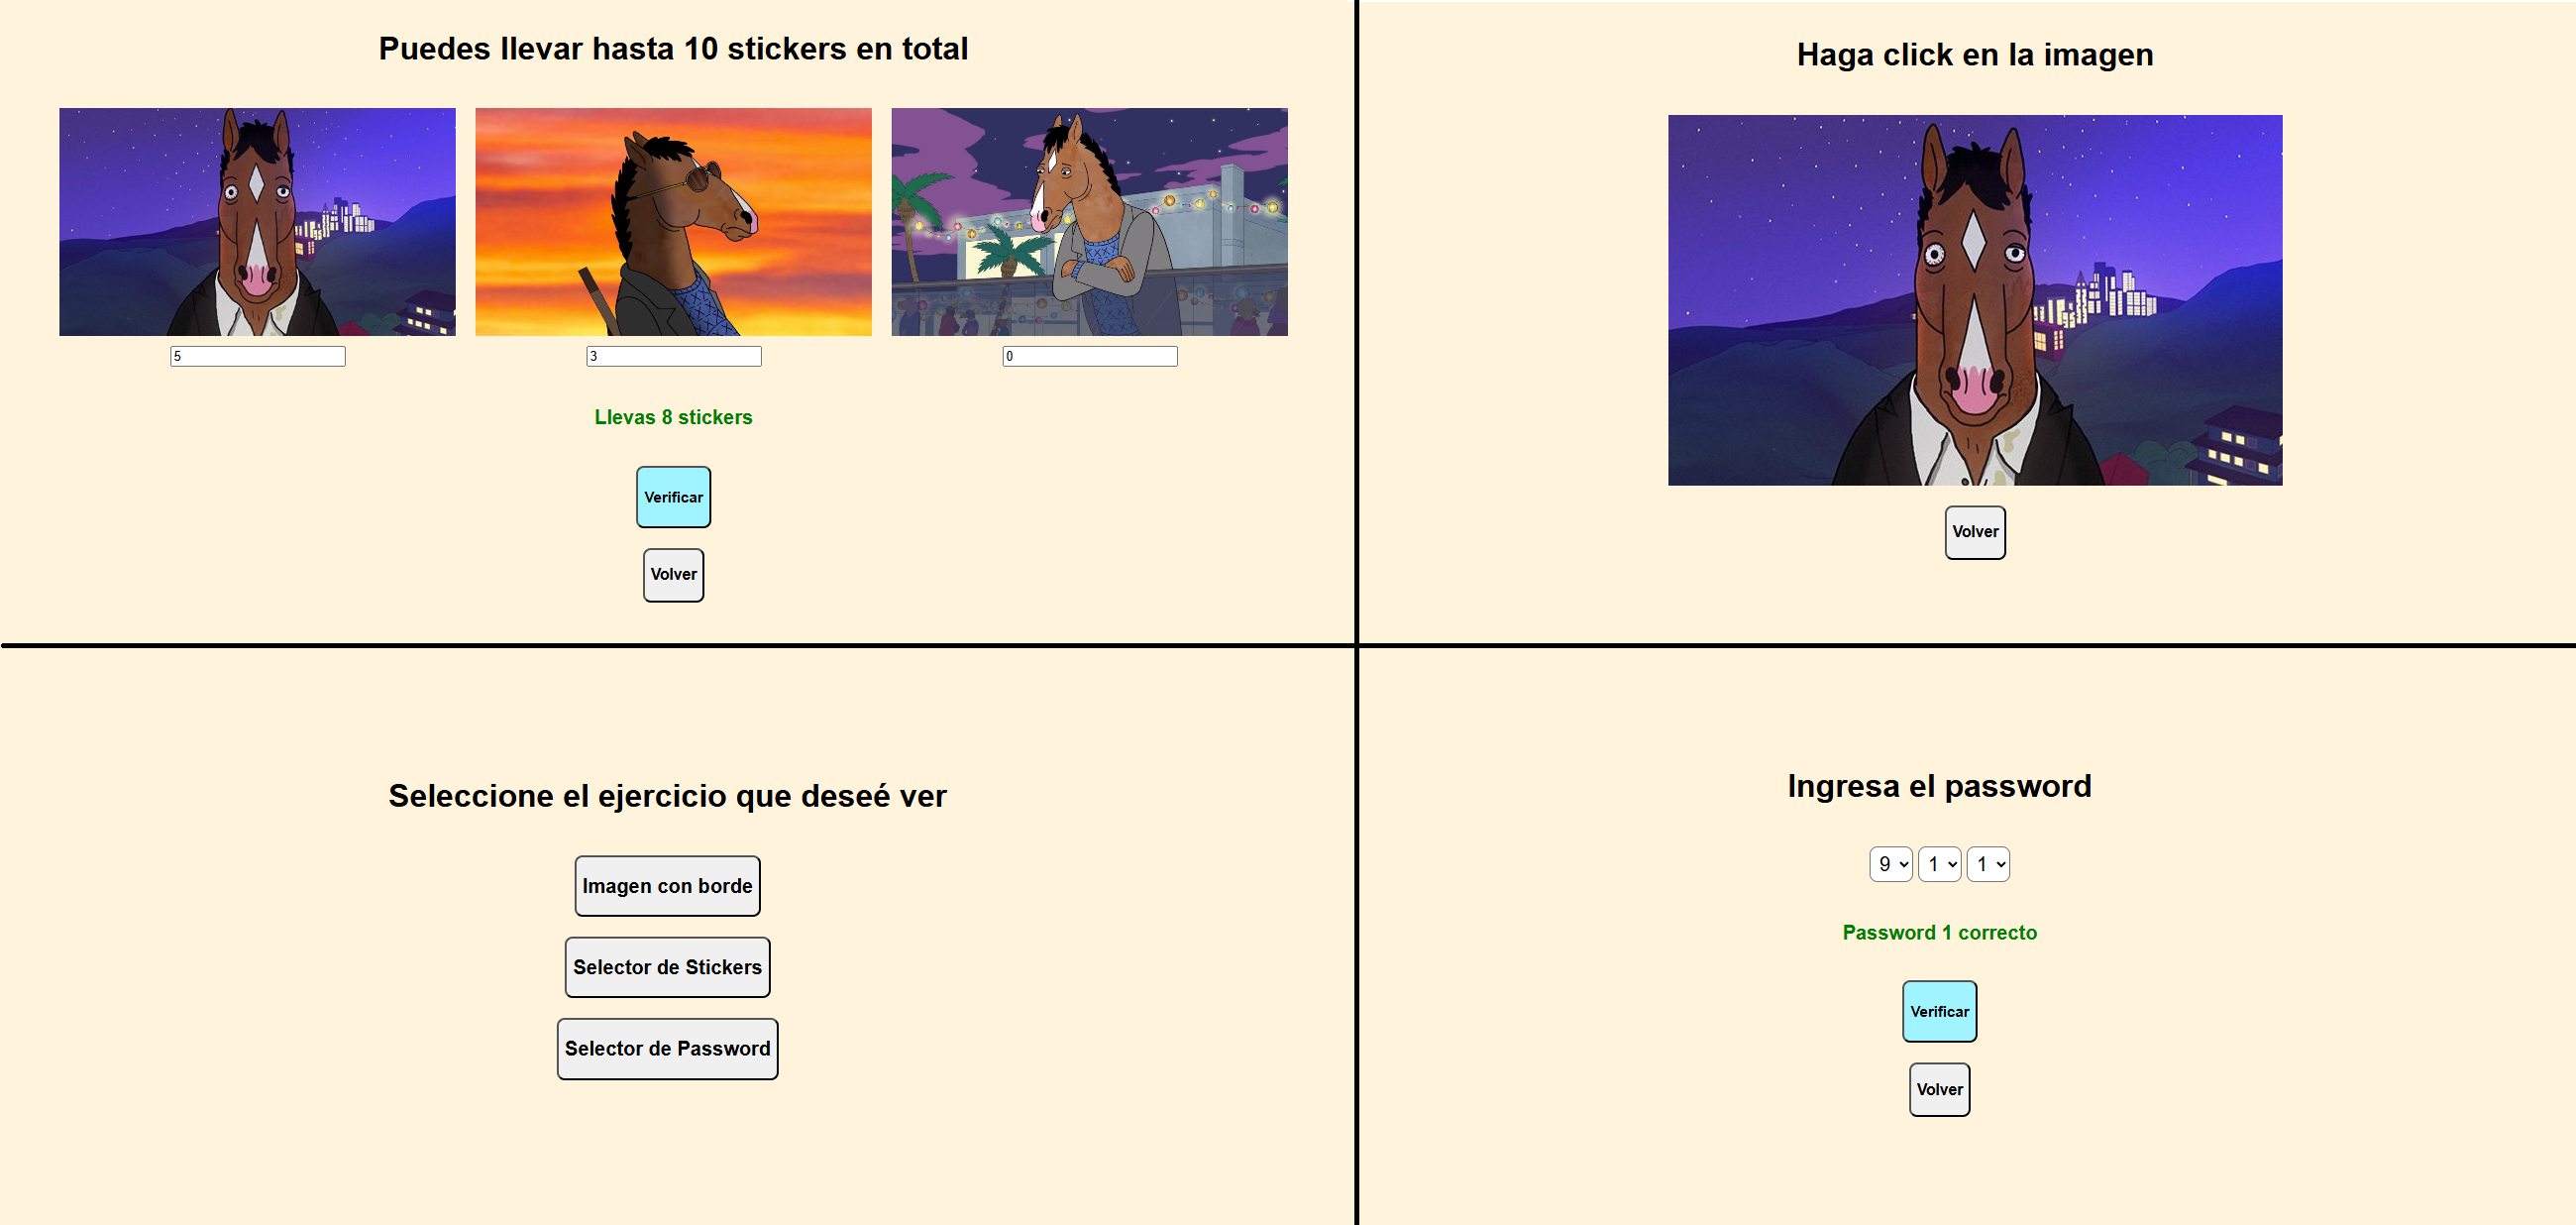 Puedes llevar hasta 10 stickers en total
5
3
0
Llevas 8 stickers
Verificar
Volver
Haga click en la imagen
Volver
Seleccione el ejercicio que deseé ver
Imagen con borde
Selector de Stickers
Selector de Password
Ingresa el password
9 1 1
Password 1 correcto
Verificar
Volver